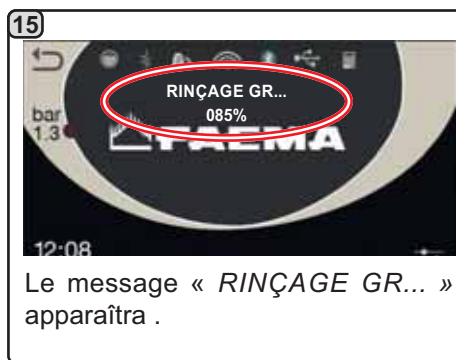 15
RINÇAGE GR...
085%
bar
1.3
FAEMA
12:08
Le message « RINÇAGE GR... »
apparaîtra .